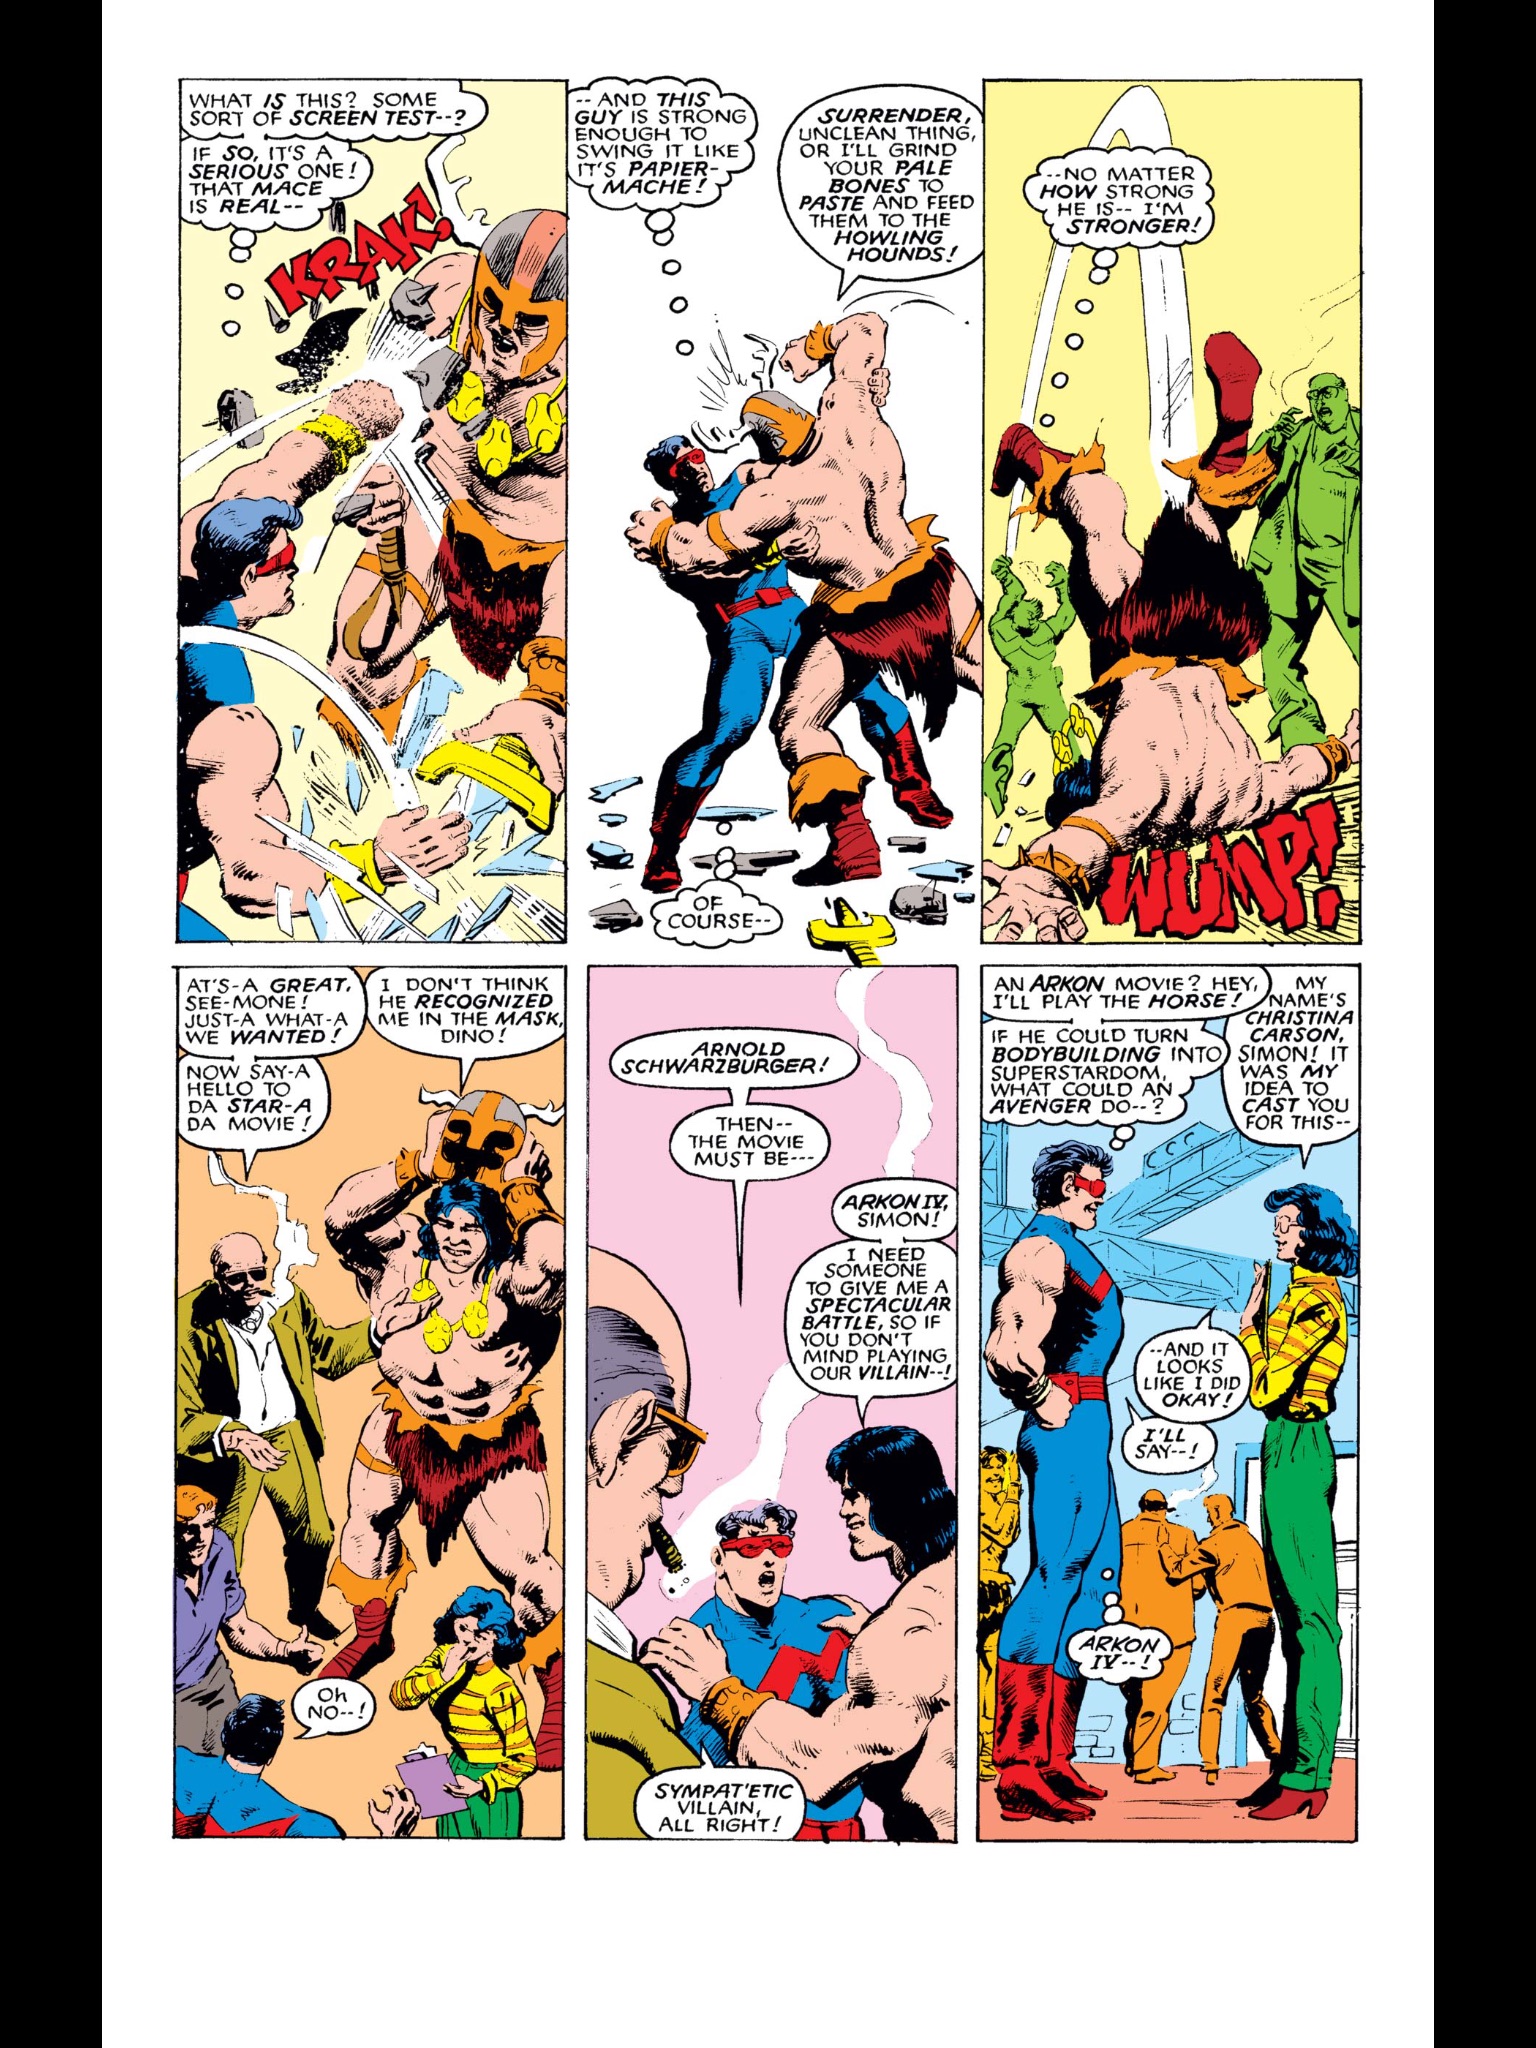 WHAT IS THIS? SOME
SORT OF SCREEN TEST--?
IF SO, IT'S A
SERIOUS ONE!
THAT MACE
IS REAL--
KRAK!
-- AND THIS
GUY IS STRONG
ENOUGH TO
SWING IT LIKE
IT'S PAPIER-
MACHE!
SURRENDER,
UNCLEAN THING,
OR I'LL GRIND
YOUR PALE
BONES TO
PASTE AND FEED
THEM TO THE
HOWLING
HOUNDS!
OF
COURSE--
--NO MATTER
HOW STRONG
HE IS-- I'M
STRONGER!
WUMP!
AT'S-A GREAT,
SEE-MONE!
JUST-A WHAT-A
WE WANTED!
NOW SAY-A
HELLO TO
DA STAR-A
DA MOVIE!
I DON'T THINK
HE RECOGNIZED
ME IN THE MASK,
DINO!
OH
NO--!
ARNOLD
SCHWARZBURGER!
THEN--
THE MOVIE
MUST BE---
ARKON IV,
SIMON!
I NEED
SOMEONE
TO GIVE ME A
SPECTACULAR
BATTLE, SO IF
YOU DON'T
MIND PLAYING
OUR VILLAIN--!
SYMPAT'ETIC
VILLAIN,
ALL RIGHT!
AN ARKON MOVIE? HEY,
I'LL PLAY THE HORSE!
IF HE COULD TURN
BODYBUILDING INTO
SUPERSTARDOM,
WHAT COULD AN
AVENGER DO--?
MY
NAME'S
CHRISTINA
CARSON,
SIMON! IT
WAS MY
IDEA TO
CAST YOU
FOR THIS--
--AND IT
LOOKS
LIKE I DID
OKAY!
I'LL
SAY--!
ARKON
IV--!